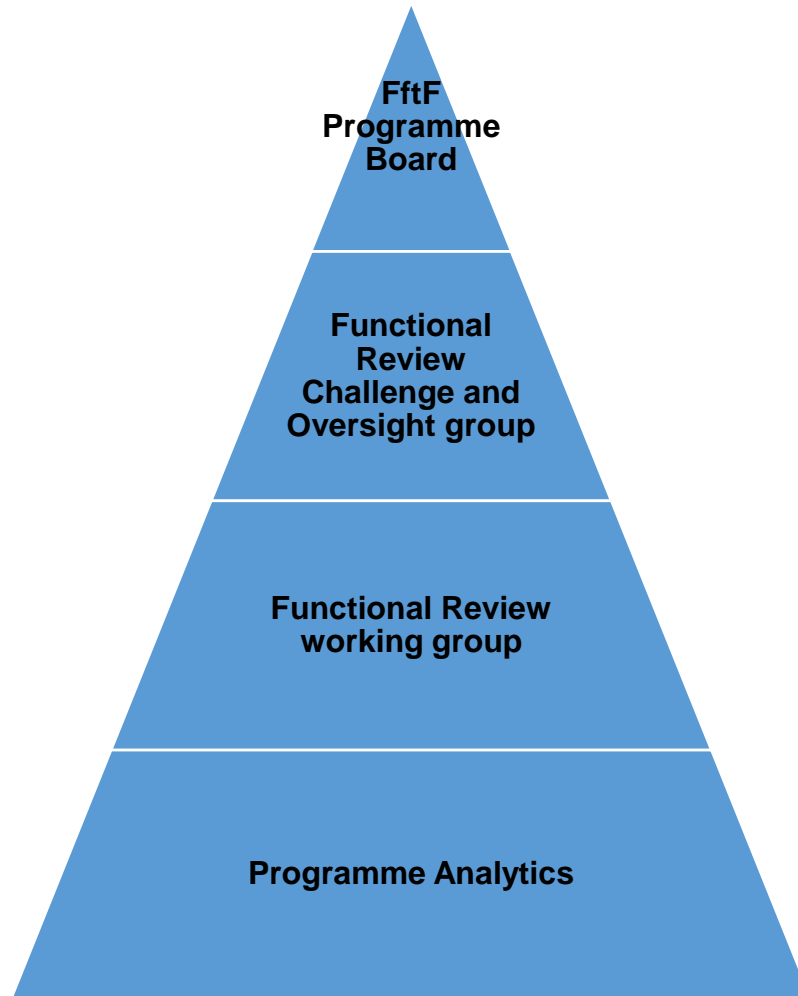 FftF
Programme
Board
Functional
Review
Challenge and
Oversight group
Functional Review
working group
Programme Analytics